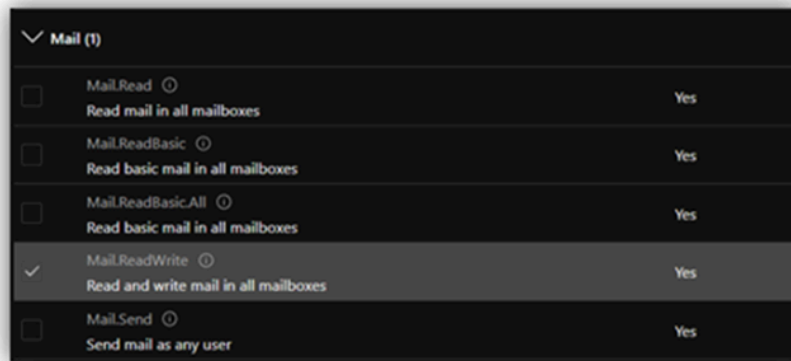 Mail (1)
Mail.Read
Read mail in all mailboxes
Yes
Mail.ReadBasic
Read basic mail in all mailboxes
Yes
Mail.ReadBasic.All
Read basic mail in all mailboxes
Yes
Mail.ReadWrite
Read and write mail in all mailboxes
Yes
Mail.Send
Send mail as any user
Yes